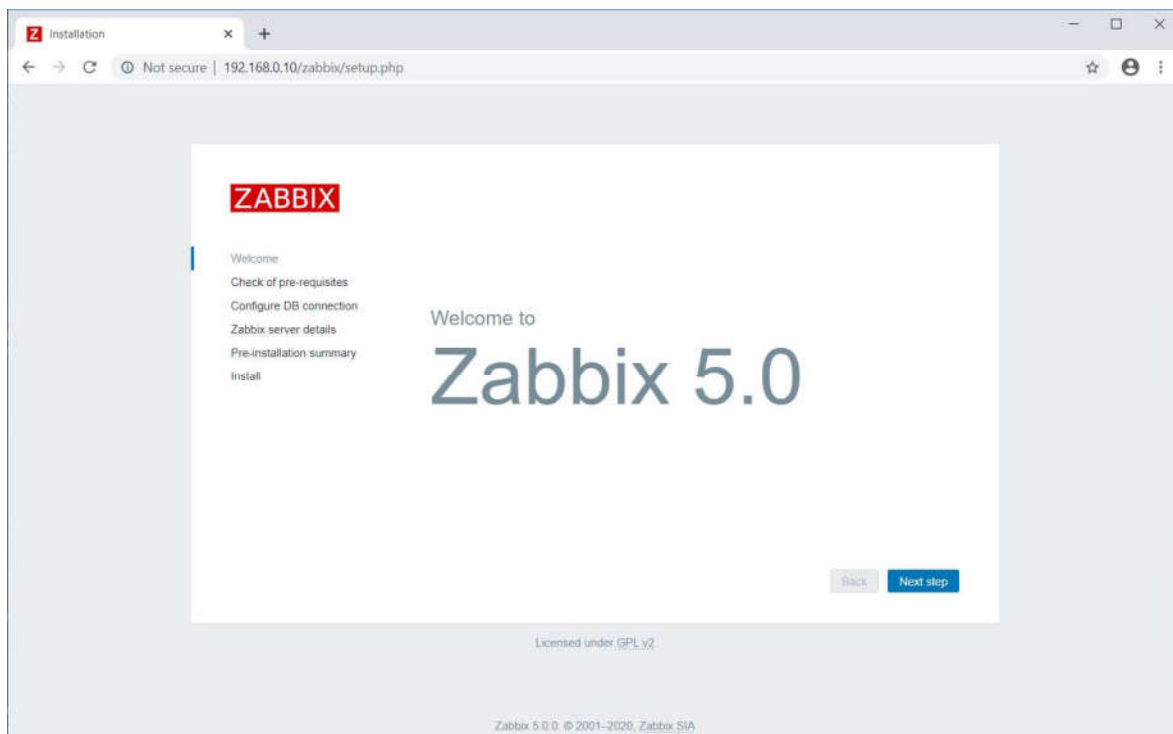 Z Installation
Not secure | 192.168.0.10/zabbix/setup.php
ZABBIX
Welcome
Check of pre-requisites
Configure DB connection
Zabbix server details
Pre-installation summary
Install
Welcome to
Zabbix 5.0
Back
Next step
Licensed under GPL v2
Zabbix 5.0.0. © 2001–2020, Zabbix SIA